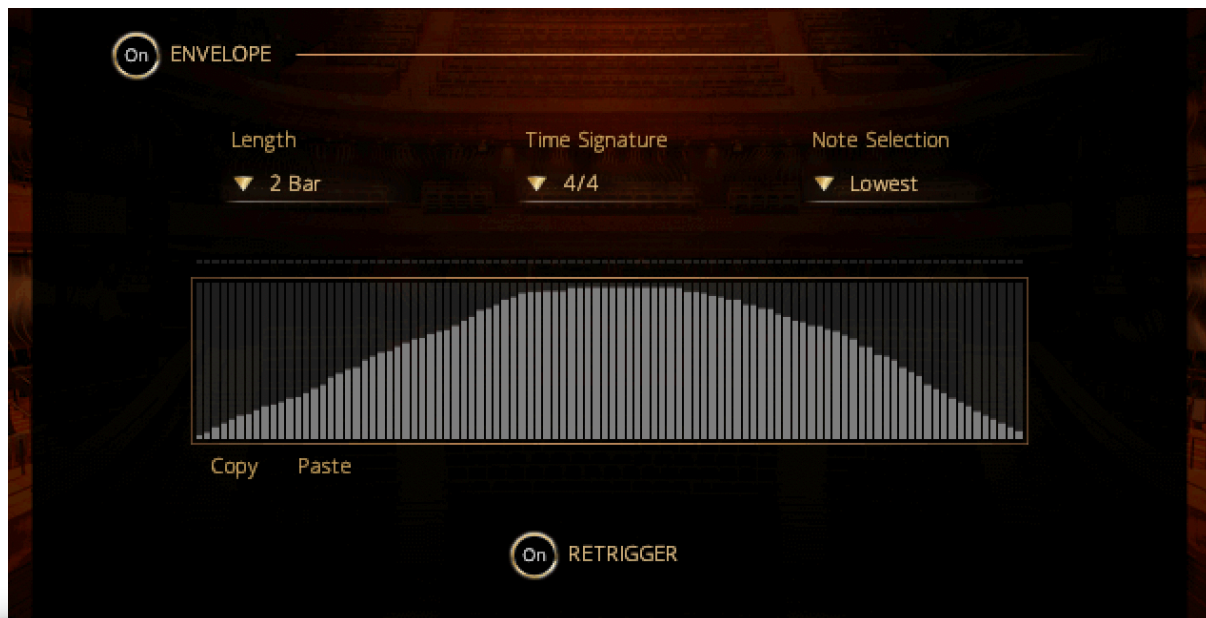 On ENVELOPE
Length Time Signature Note Selection
2 Bar 4/4 Lowest
Copy Paste
On RETRIGGER